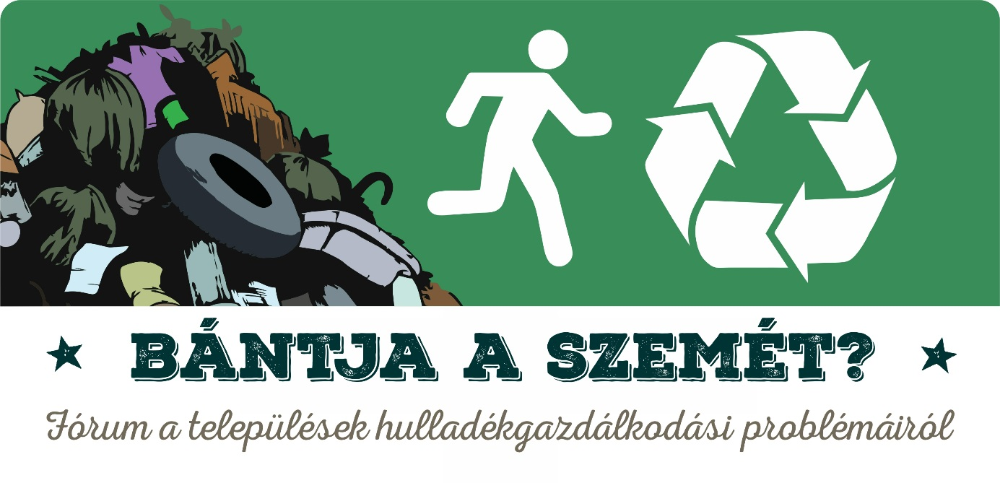 BÁNTJA A SZEMÉT?
Fórum a települések hulladékgazdálkodási problémáiról